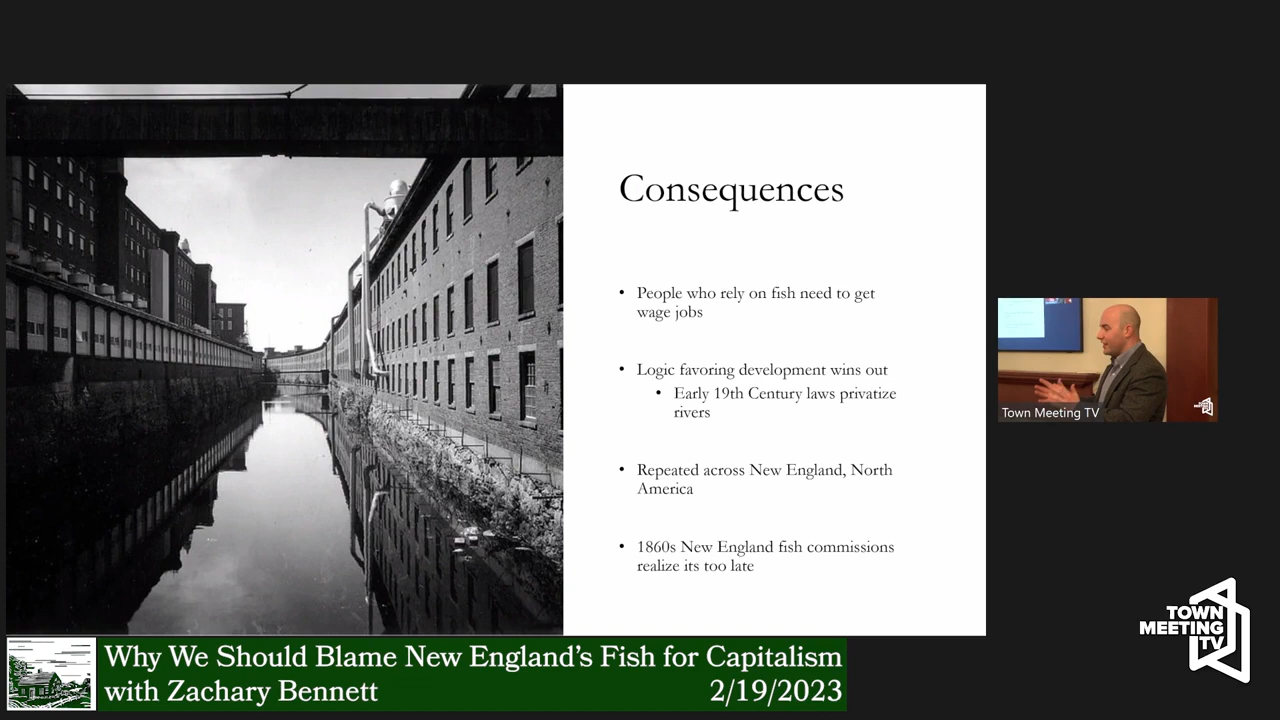 Consequences
• People who rely on fish need to get
wage jobs
• Logic favoring development wins out
• Early 19th Century laws privatize
rivers
• Repeated across New England, North
America
• 1860s New England fish commissions
realize its too late
Town Meeting TV
TOWN
MEETING
TV
Why We Should Blame New England's Fish for Capitalism
with Zachary Bennett 2/19/2023